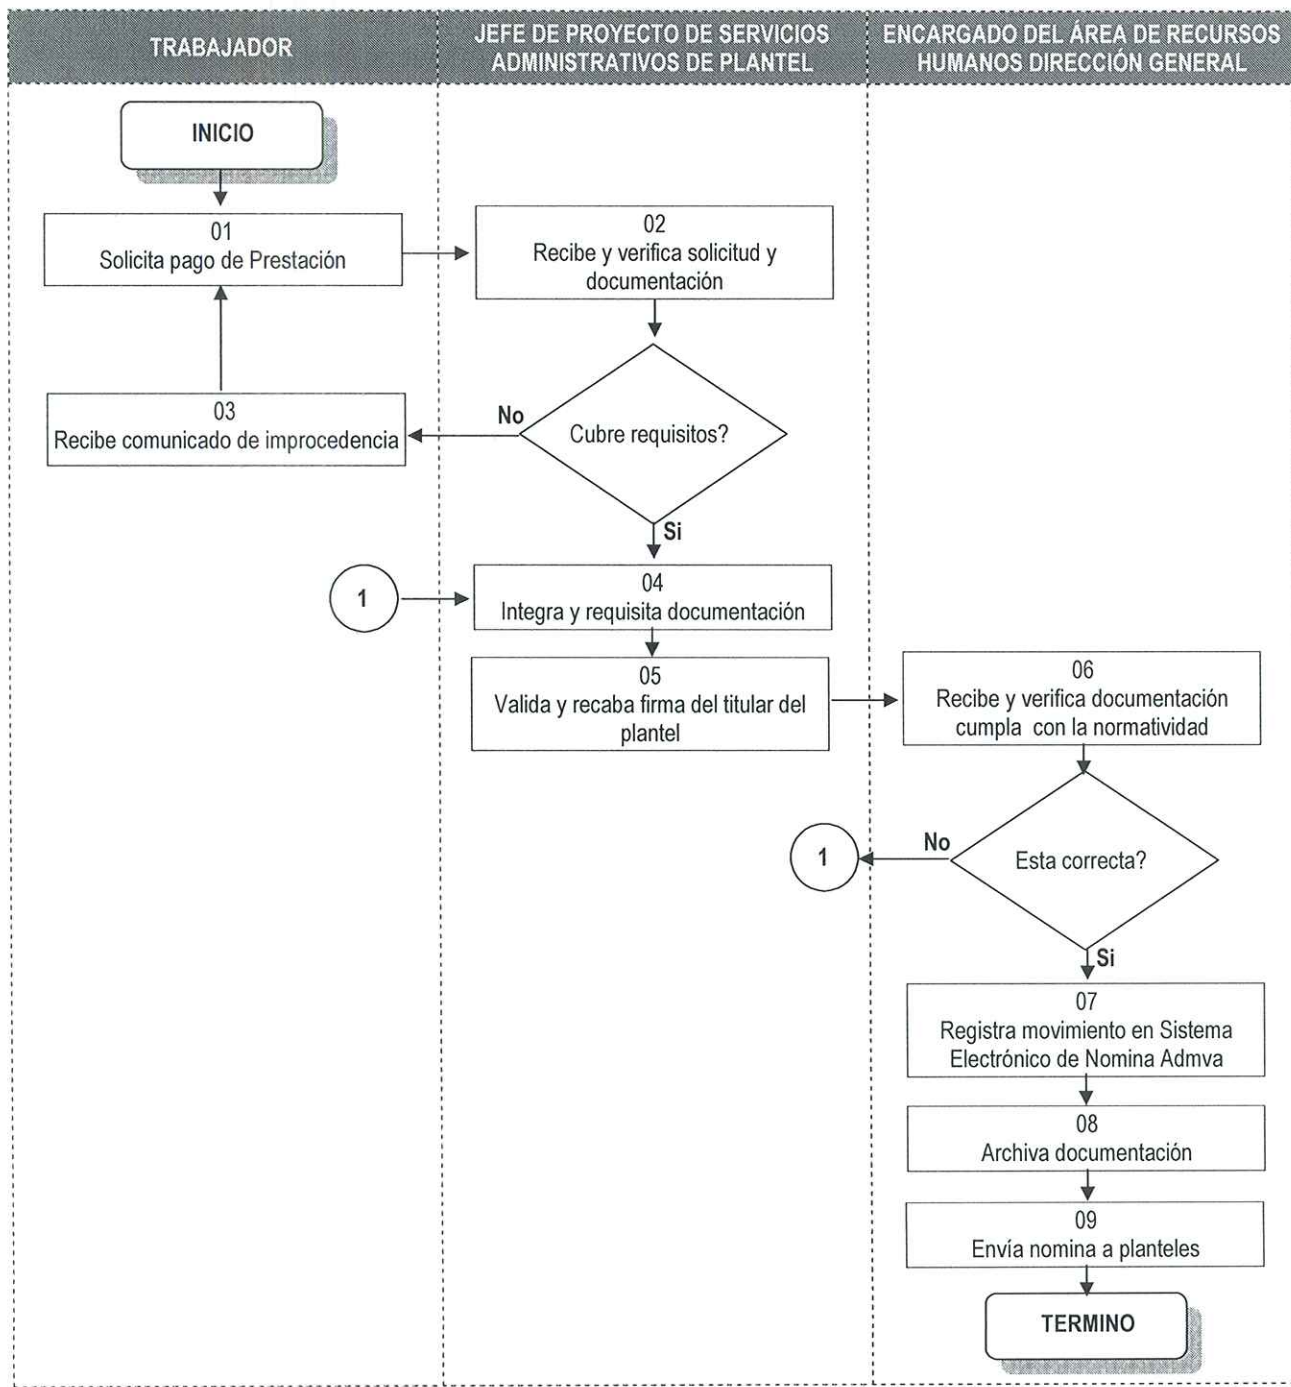 TRABAJADOR
JEFE DE PROYECTO DE SERVICIOS
ADMINISTRATIVOS DE PLANTEL
ENCARGADO DEL ÁREA DE RECURSOS
HUMANOS DIRECCIÓN GENERAL
INICIO
01
Solicita pago de Prestación
02
Recibe y verifica solicitud y
documentación
Cubre requisitos?
No
03
Recibe comunicado de improcedencia
Si
1
04
Integra y requisita documentación
05
Valida y recaba firma del titular del
plantel
06
Recibe y verifica documentación
cumpla con la normatividad
Esta correcta?
No
1
Si
07
Registra movimiento en Sistema
Electrónico de Nomina Admva
08
Archiva documentación
09
Envía nomina a planteles
TERMINO